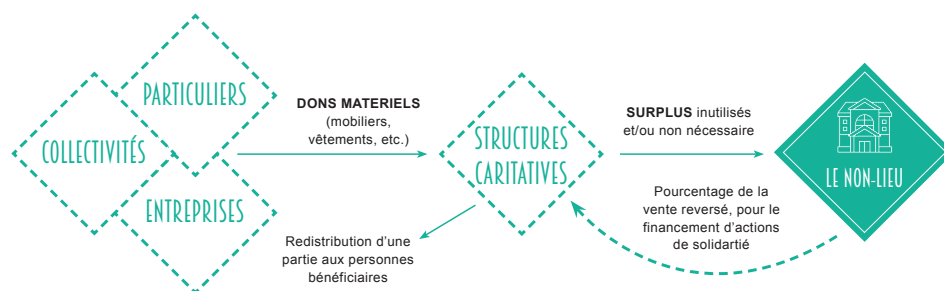 PARTICULIERS
COLLECTIVITÉS
ENTREPRISES
DONS MATERIELS
(mobiliers,
vêtements, etc.)
STRUCTURES
CARITATIVES
Redistribution d'une
partie aux personnes
bénéficiaires
SURPLUS inutilisés
et/ou non nécessaire
Pourcentage de la
vente reversé, pour le
financement d'actions
de solidartié
LE NON-LIEU